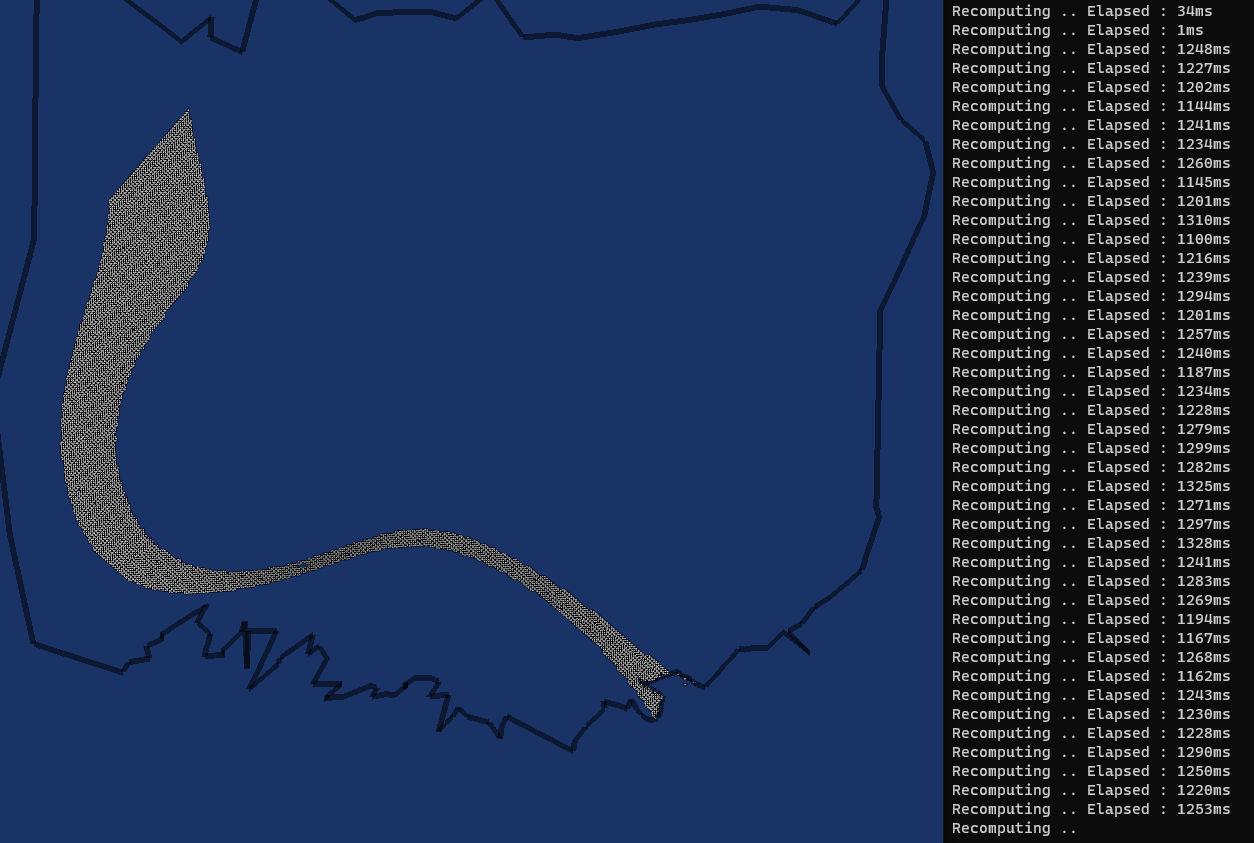 Recomputing .. Elapsed : 34ms
Recomputing .. Elapsed : 1ms
Recomputing .. Elapsed : 1248ms
Recomputing .. Elapsed : 1227ms
Recomputing .. Elapsed : 1202ms
Recomputing .. Elapsed : 1144ms
Recomputing .. Elapsed : 1241ms
Recomputing .. Elapsed : 1234ms
Recomputing .. Elapsed : 1260ms
Recomputing .. Elapsed : 1145ms
Recomputing .. Elapsed : 1201ms
Recomputing .. Elapsed : 1310ms
Recomputing .. Elapsed : 1100ms
Recomputing .. Elapsed : 1216ms
Recomputing .. Elapsed : 1239ms
Recomputing .. Elapsed : 1294ms
Recomputing .. Elapsed : 1201ms
Recomputing .. Elapsed : 1257ms
Recomputing .. Elapsed : 1240ms
Recomputing .. Elapsed : 1187ms
Recomputing .. Elapsed : 1234ms
Recomputing .. Elapsed : 1228ms
Recomputing .. Elapsed : 1279ms
Recomputing .. Elapsed : 1299ms
Recomputing .. Elapsed : 1282ms
Recomputing .. Elapsed : 1325ms
Recomputing .. Elapsed : 1271ms
Recomputing .. Elapsed : 1297ms
Recomputing .. Elapsed : 1328ms
Recomputing .. Elapsed : 1241ms
Recomputing .. Elapsed : 1283ms
Recomputing .. Elapsed : 1269ms
Recomputing .. Elapsed : 1194ms
Recomputing .. Elapsed : 1167ms
Recomputing .. Elapsed : 1268ms
Recomputing .. Elapsed : 1162ms
Recomputing .. Elapsed : 1243ms
Recomputing .. Elapsed : 1230ms
Recomputing .. Elapsed : 1228ms
Recomputing .. Elapsed : 1290ms
Recomputing .. Elapsed : 1250ms
Recomputing .. Elapsed : 1220ms
Recomputing .. Elapsed : 1253ms
Recomputing ..